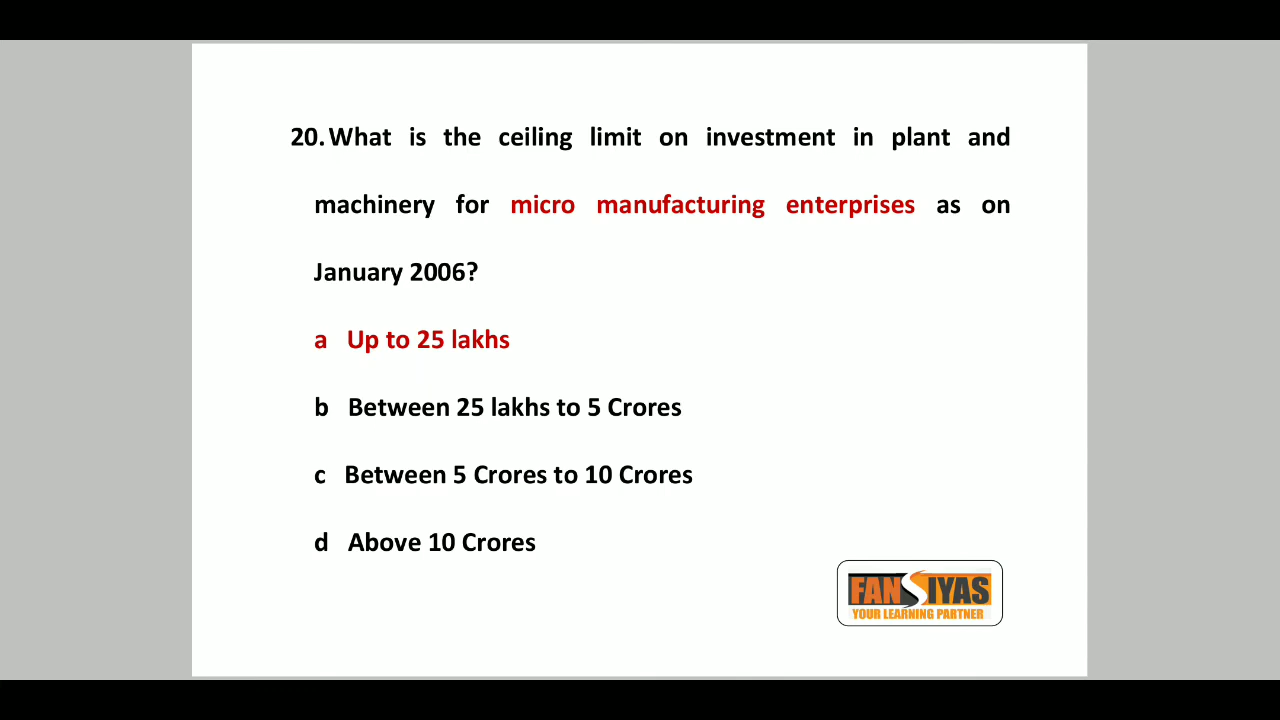 20. What is the ceiling limit on investment in plant and
machinery for micro manufacturing enterprises as on
January 2006?
a Up to 25 lakhs
b Between 25 lakhs to 5 Crores
c Between 5 Crores to 10 Crores
d Above 10 Crores
FANSIYAS
YOUR LEARNING PARTNER